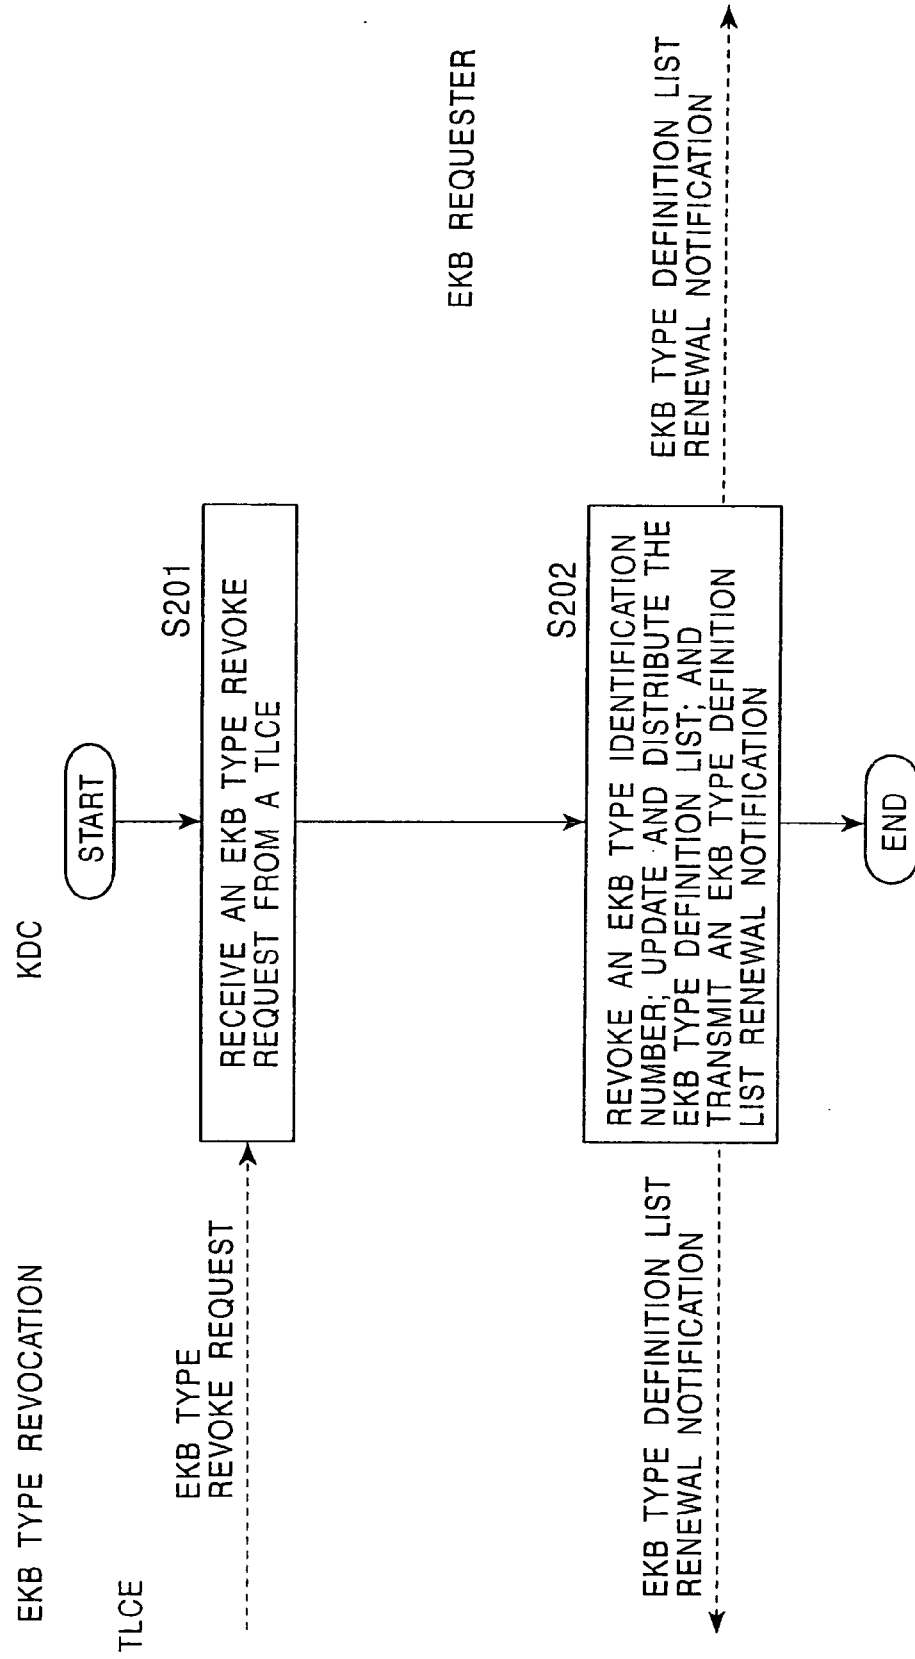 EKB TYPE REVOCATION
KDC
TLCE
EKB REQUESTER
START
S201
EKB TYPE
REVOKE REQUEST
RECEIVE AN EKB TYPE REVOKE
REQUEST FROM A TLCE
S202
REVOKE AN EKB TYPE IDENTIFICATION
NUMBER; UPDATE AND DISTRIBUTE THE
EKB TYPE DEFINITION LIST; AND
TRANSMIT AN EKB TYPE DEFINITION
LIST RENEWAL NOTIFICATION
EKB TYPE DEFINITION LIST
RENEWAL NOTIFICATION
EKB TYPE DEFINITION LIST
RENEWAL NOTIFICATION
END